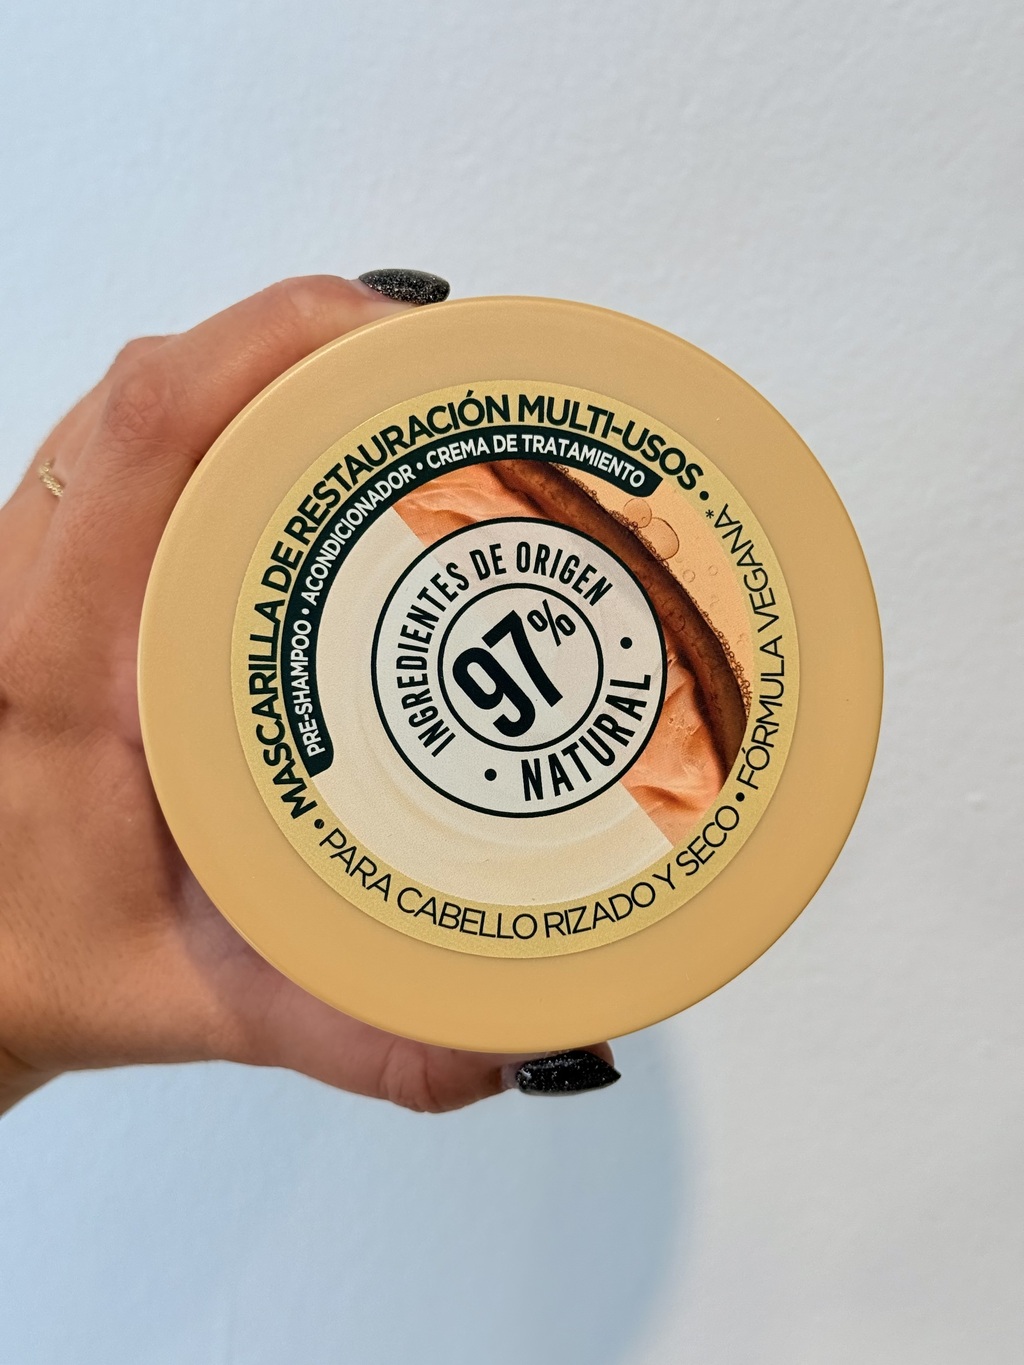 MASCARILLA DE RESTAURACIÓN MULTI-USOS •
PRE-SHAMPOO • ACONDICIONADOR • CREMA DE TRATAMIENTO
INGREDIENTES DE ORIGEN
97%
• NATURAL •
• PARA CABELLO RIZADO Y SECO • FÓRMULA VEGANA*